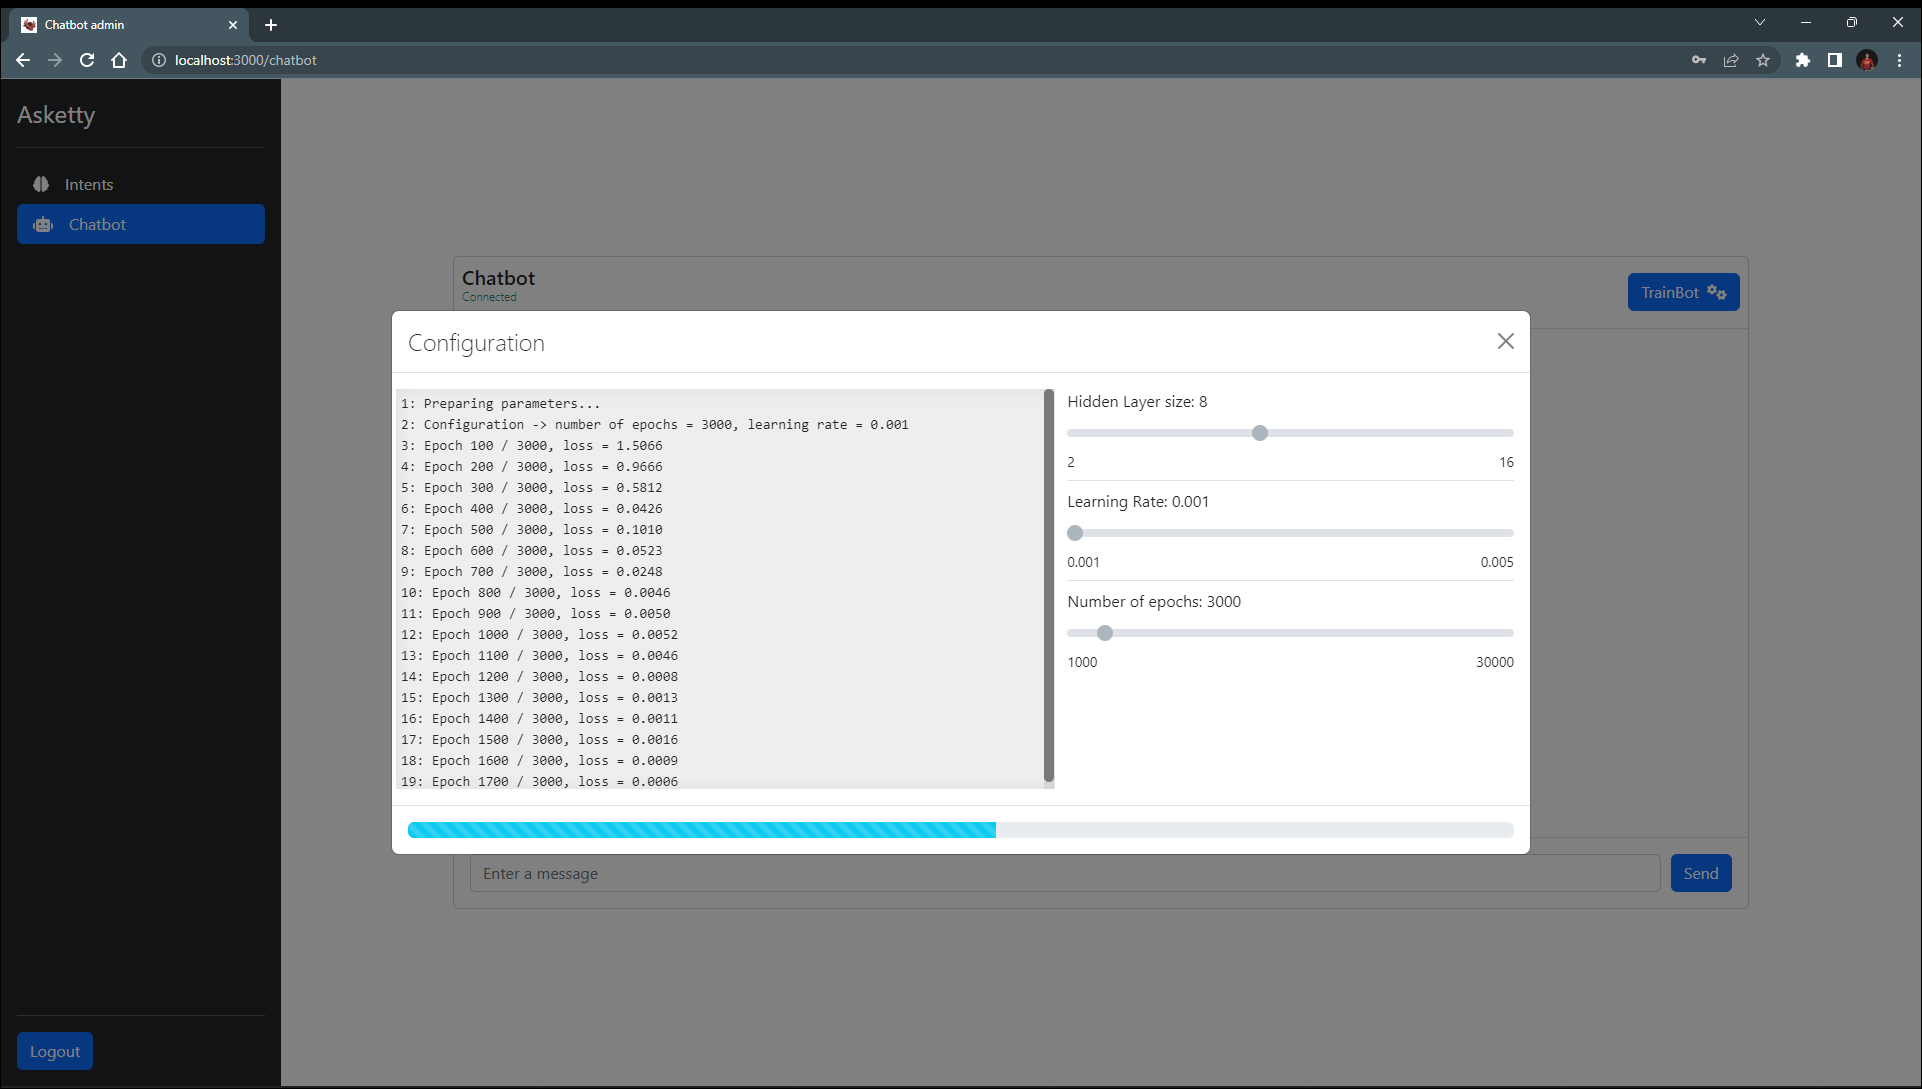 Chatbot admin
localhost:3000/chatbot
Asketty
Intents
Chatbot
Logout
Chatbot
Connected
TrainBot
Configuration
1: Preparing parameters...
2: Configuration -> number of epochs = 3000, learning rate = 0.001
3: Epoch 100 / 3000, loss = 1.5066
4: Epoch 200 / 3000, loss = 0.9666
5: Epoch 300 / 3000, loss = 0.5812
6: Epoch 400 / 3000, loss = 0.0426
7: Epoch 500 / 3000, loss = 0.1010
8: Epoch 600 / 3000, loss = 0.0523
9: Epoch 700 / 3000, loss = 0.0248
10: Epoch 800 / 3000, loss = 0.0046
11: Epoch 900 / 3000, loss = 0.0050
12: Epoch 1000 / 3000, loss = 0.0052
13: Epoch 1100 / 3000, loss = 0.0046
14: Epoch 1200 / 3000, loss = 0.0008
15: Epoch 1300 / 3000, loss = 0.0013
16: Epoch 1400 / 3000, loss = 0.0011
17: Epoch 1500 / 3000, loss = 0.0016
18: Epoch 1600 / 3000, loss = 0.0009
19: Epoch 1700 / 3000, loss = 0.0006
Hidden Layer size: 8
2 16
Learning Rate: 0.001
0.001 0.005
Number of epochs: 3000
1000 30000
Enter a message
Send